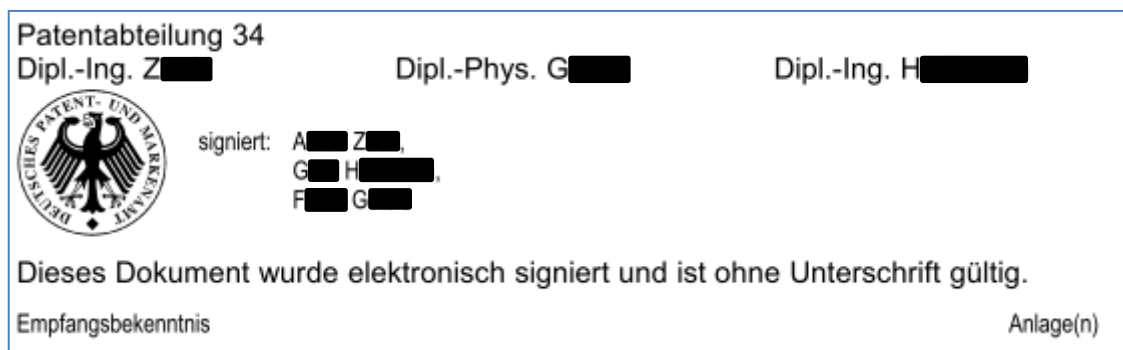 Patentabteilung 34
Dipl.-Ing. Z Dipl.-Phys. G Dipl.-Ing. H
DEUTSCHES PATENT- UND MARKENAMT
signiert: A Z,
G H,
F G
Dieses Dokument wurde elektronisch signiert und ist ohne Unterschrift gültig.
Empfangsbekenntnis Anlage(n)